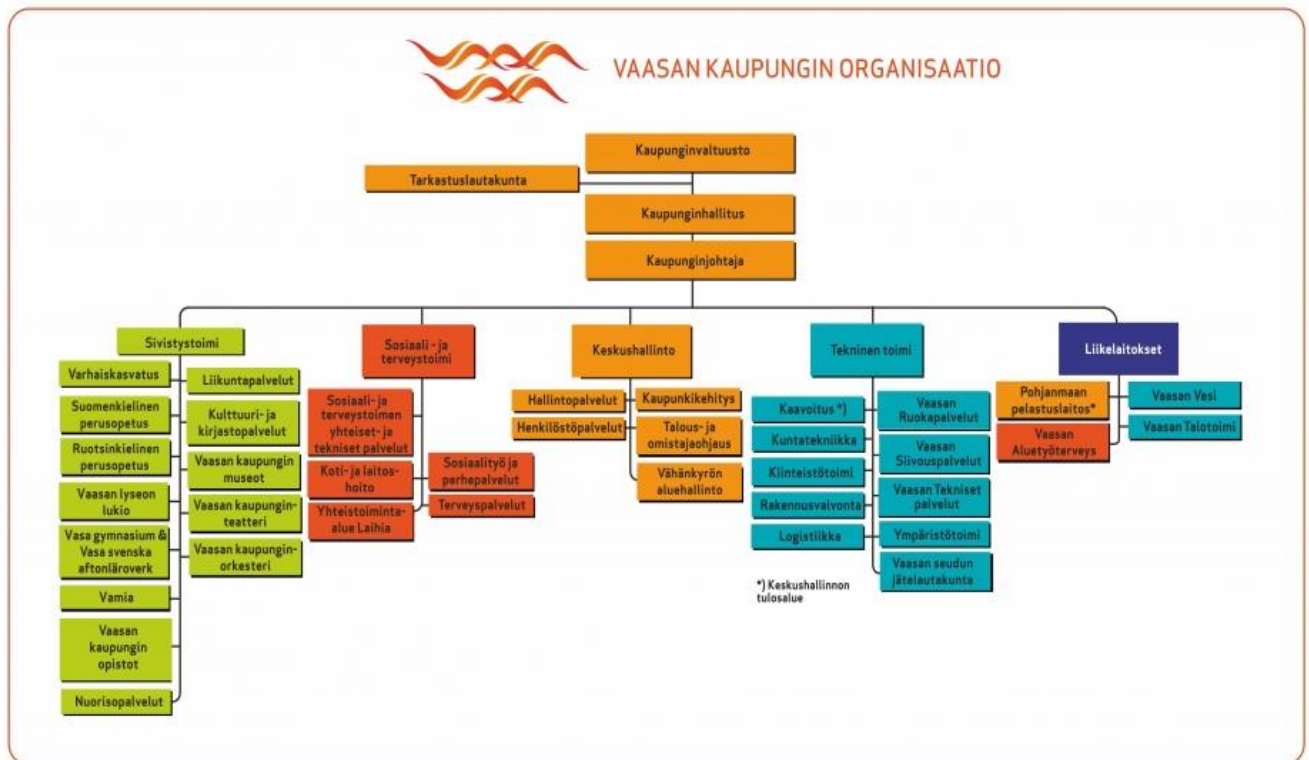 VAASAN KAUPUNGIN ORGANISAATIO
Kaupunginvaltuusto
Tarkastuslautakunta
Kaupunginhallitus
Kaupunginjohtaja
Sivistystoimi
Varhaiskasvatus
Suomenkielinen
perusopetus
Ruotsinkielinen
perusopetus
Vaasan lyseon
lukio
Vasa gymnasium &
Vasa svenska
aftonläroverk
Vamia
Vaasan
kaupungin
opistot
Nuorisopalvelut
Liikuntapalvelut
Kulttuuri- ja
kirjastopalvelut
Vaasan kaupungin
museot
Vaasan kaupungin-
teatteri
Vaasan kaupungin-
orkesteri
Sosiaali - ja
terveystoimi
Sosiaali- ja
terveystoimen
yhteiset- ja
tekniset palvelut
Koti- ja laitos-
hoito
Yhteistoiminta-
alue Laihia
Sosiaalityö ja
perhepalvelut
Terveyspalvelut
Keskushallinto
Hallintopalvelut
Henkilöstöpalvelut
Kaupunkikehitys
Talous- ja
omistajaohjaus
Vähänkyrön
aluehallinto
Tekninen toimi
Kaavoitus *)
Kuntatekniikka
Kiinteistötoimi
Rakennusvalvonta
Logistiikka
Vaasan
Ruokapalvelut
Vaasan
Siivouspalvelut
Vaasan Tekniset
palvelut
Ympäristötoimi
Vaasan seudun
jätelautakunta
*) Keskushallinnon
tulosalue
Liikelaitokset
Pohjanmaan
pelastuslaitos*
Vaasan
Aluetyöterveys
Vaasan Vesi
Vaasan Talotoimi